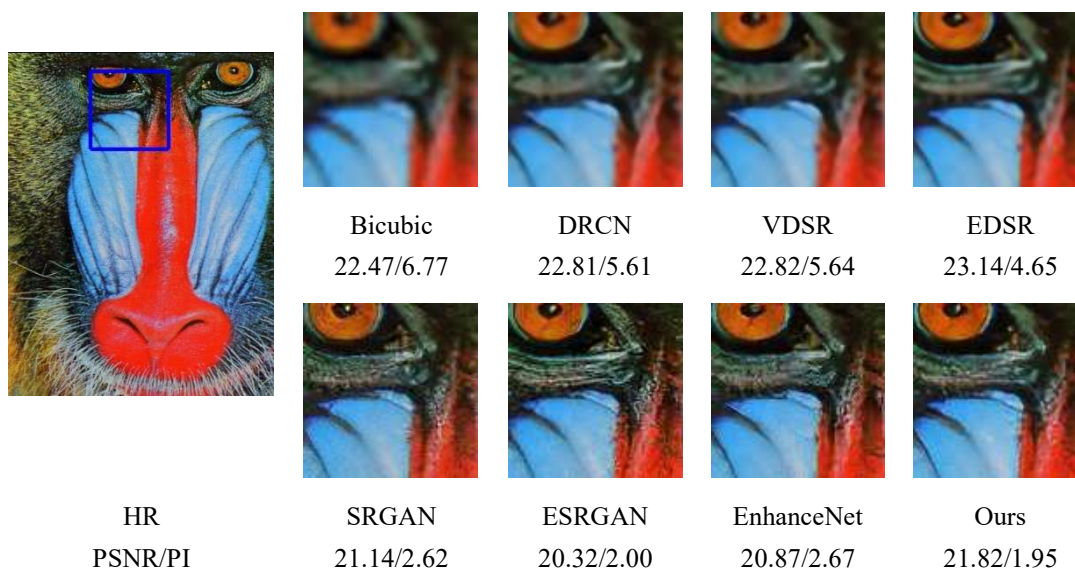 Bicubic DRCN VDSR EDSR
22.47/6.77 22.81/5.61 22.82/5.64 23.14/4.65
HR SRGAN ESRGAN EnhanceNet Ours
PSNR/PI 21.14/2.62 20.32/2.00 20.87/2.67 21.82/1.95